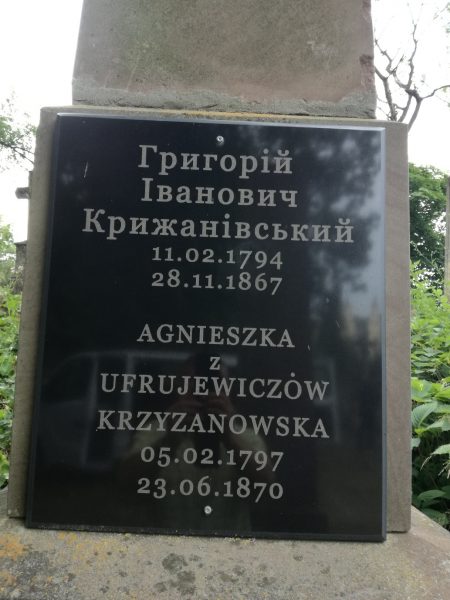 Григорій
Іванович
Крижанівський
11.02.1794
28.11.1867
AGNIESZKA
z
UFRUJEWICZÓW
KRZYZANOWSKA
05.02.1797
23.06.1870